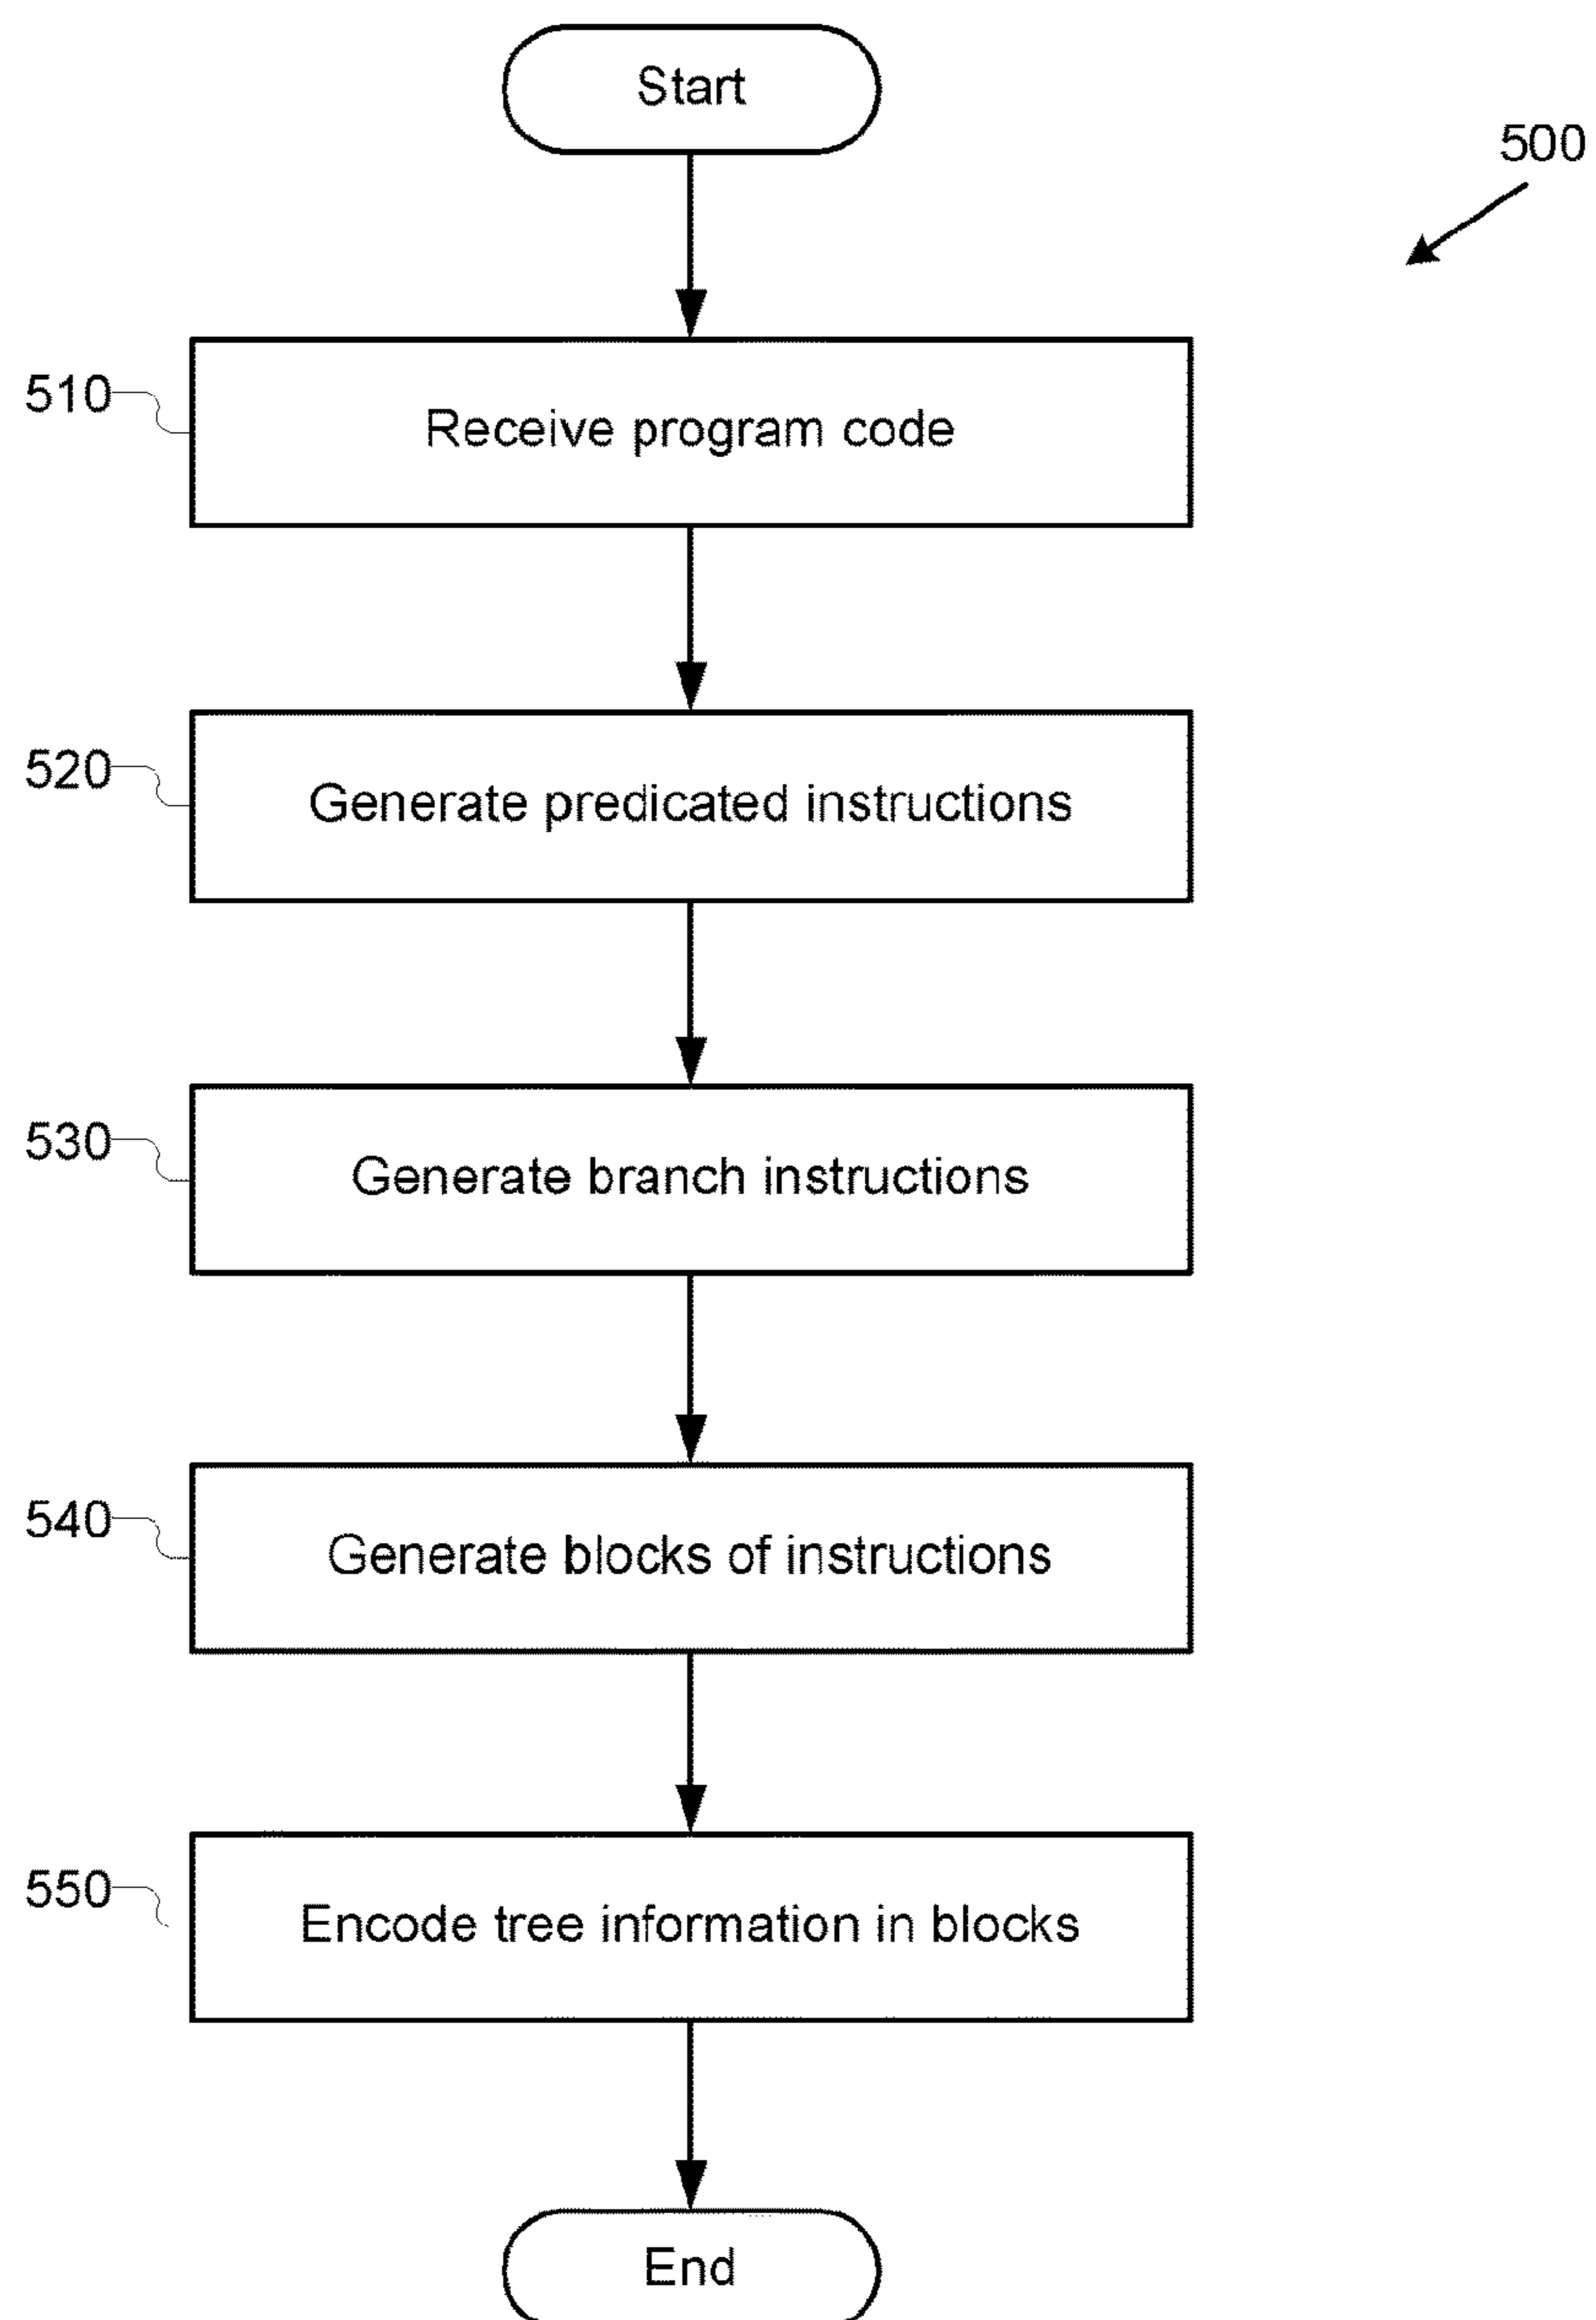 Start
500
510
Receive program code
520
Generate predicated instructions
530
Generate branch instructions
540
Generate blocks of instructions
550
Encode tree information in blocks
End